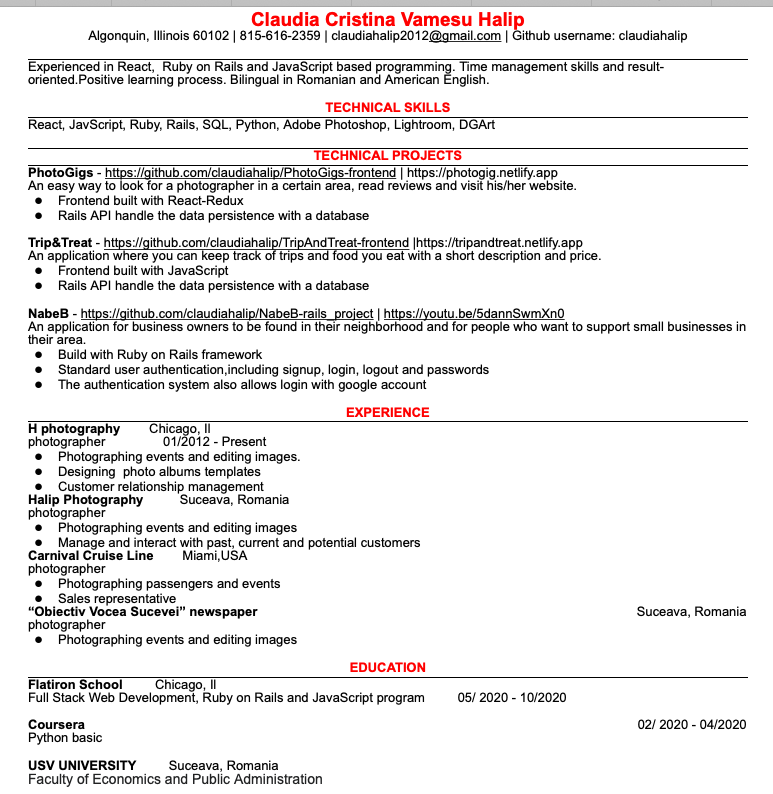 Claudia Cristina Vamesu Halip
Algonquin, Illinois 60102 | 815-616-2359 | claudiahalip2012@gmail.com | Github username: claudiahalip
Experienced in React,  Ruby on Rails and JavaScript based programming. Time management skills and result-
oriented.Positive learning process. Bilingual in Romanian and American English.
TECHNICAL SKILLS
React, JavScript, Ruby, Rails, SQL, Python, Adobe Photoshop, Lightroom, DGArt
TECHNICAL PROJECTS
PhotoGigs - https://github.com/claudiahalip/PhotoGigs-frontend | https://photogig.netlify.app
An easy way to look for a photographer in a certain area, read reviews and visit his/her website.
● Frontend built with React-Redux
● Rails API handle the data persistence with a database
Trip&Treat - https://github.com/claudiahalip/TripAndTreat-frontend |https://tripandtreat.netlify.app
An application where you can keep track of trips and food you eat with a short description and price.
● Frontend built with JavaScript
● Rails API handle the data persistence with a database
NabeB - https://github.com/claudiahalip/NabeB-rails_project | https://youtu.be/5dannSwmXn0
An application for business owners to be found in their neighborhood and for people who want to support small businesses in
their area.
● Build with Ruby on Rails framework
● Standard user authentication,including signup, login, logout and passwords
● The authentication system also allows login with google account
EXPERIENCE
H photography Chicago, Il
photographer 01/2012 - Present
● Photographing events and editing images.
● Designing  photo albums templates
● Customer relationship management
Halip Photography Suceava, Romania
photographer
● Photographing events and editing images
● Manage and interact with past, current and potential customers
Carnival Cruise Line Miami,USA
photographer
● Photographing passengers and events
● Sales representative
“Obiectiv Vocea Sucevei” newspaper Suceava, Romania
photographer
● Photographing events and editing images
EDUCATION
Flatiron School Chicago, Il
Full Stack Web Development, Ruby on Rails and JavaScript program 05/ 2020 - 10/2020
Coursera 02/ 2020 - 04/2020
Python basic
USV UNIVERSITY Suceava, Romania
Faculty of Economics and Public Administration